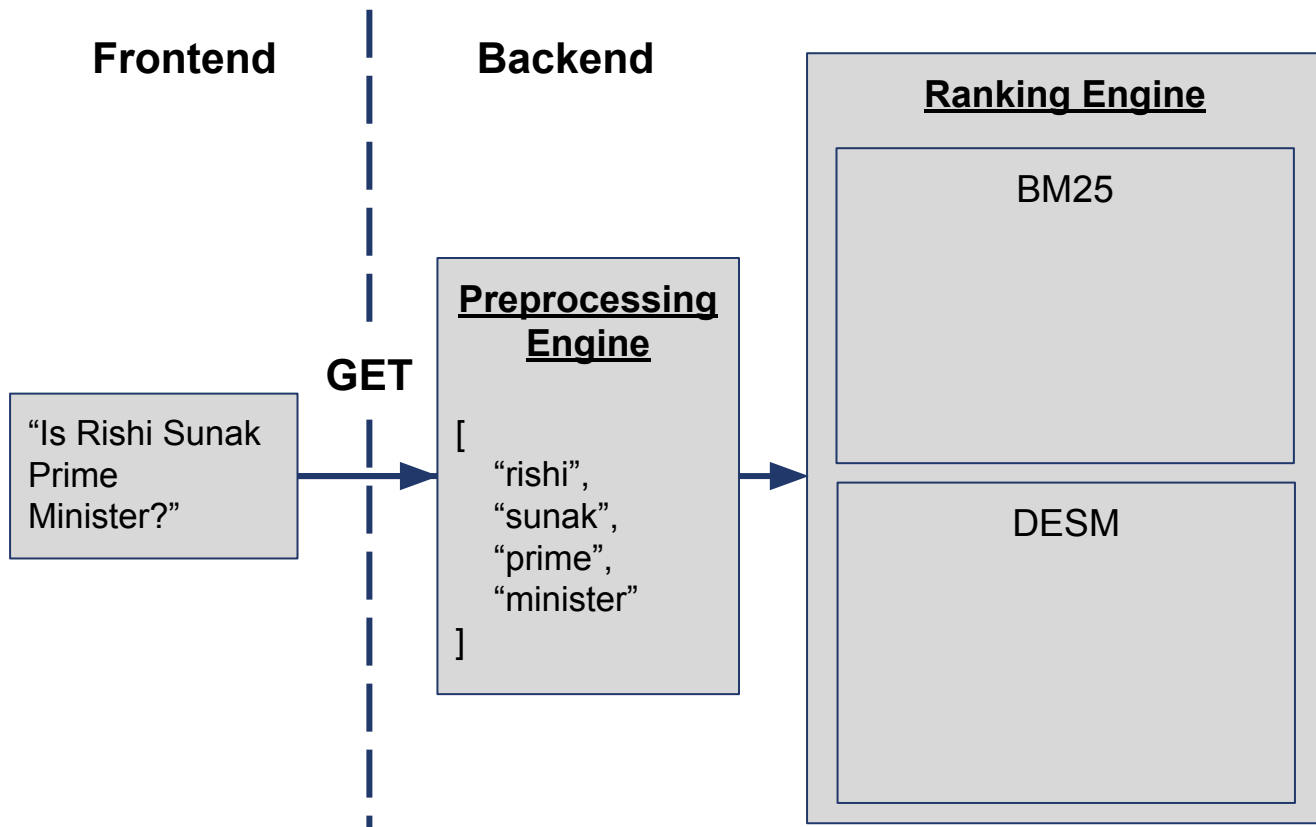 Frontend
Backend
Ranking Engine
BM25
Preprocessing
Engine
GET
“Is Rishi Sunak
Prime
Minister?”
[
“rishi”,
“sunak”,
“prime”,
“minister”
]
DESM